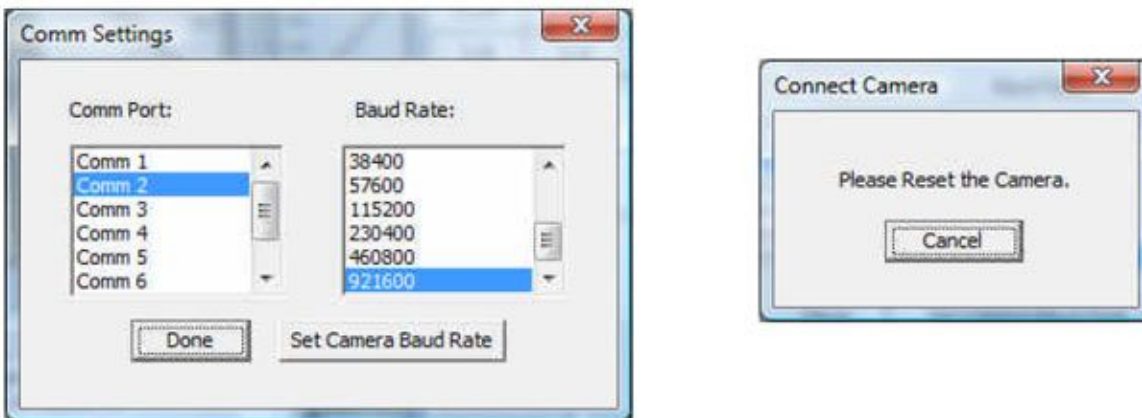 Comm Settings
Comm Port:
Baud Rate:
Comm 1
Comm 2
Comm 3
Comm 4
Comm 5
Comm 6
38400
57600
115200
230400
460800
921600
Done
Set Camera Baud Rate
Connect Camera
Please Reset the Camera.
Cancel